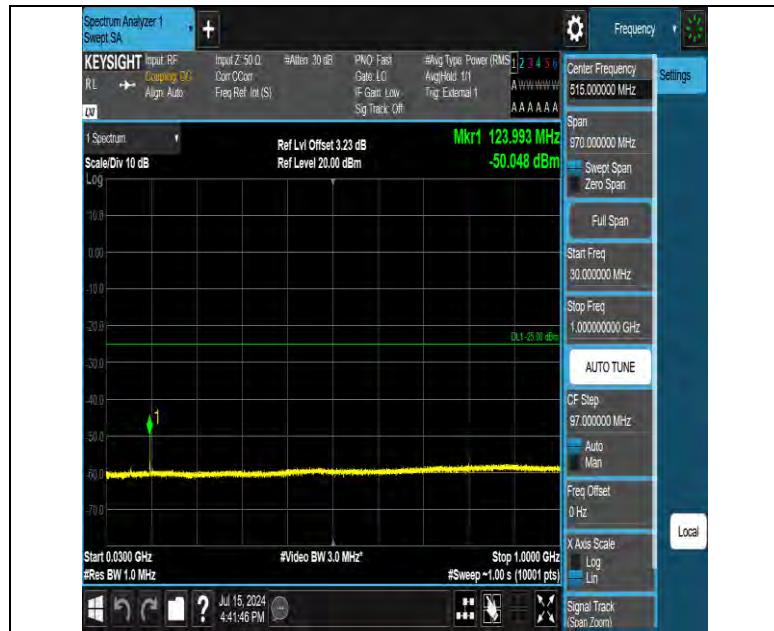 Spectrum Analyzer 1
Swept SA
+
Frequency
KEYSIGHT
RL
Input: RF
Coupling: DC
Align: Auto
Input Z: 50 Ω
Corr CCorr
Freq Ref: Int (S)
#Atten: 30 dB
PNO: Fast
Gate: LO
IF Gain: Low
Sig Track: Off
#Avg Type: Power (RMS
Avg|Hold: 1/1
Trig: External 1
1 2 3 4 5 6
A W W W W W
A A A A A A
LXI
1 Spectrum
Scale/Div 10 dB
Log
Ref Lvl Offset 3.23 dB
Ref Level 20.00 dBm
Mkr1 123.993 MHz
-50.048 dBm
10.0
0.00
-10.0
-20.0
-30.0
-40.0
-50.0
-60.0
-70.0
DL1 -25.00 dBm
1
Start 0.0300 GHz
#Res BW 1.0 MHz
#Video BW 3.0 MHz*
Stop 1.0000 GHz
#Sweep ~1.00 s (10001 pts)
?
Jul 15, 2024
4:41:46 PM
Center Frequency
515.000000 MHz
Span
970.000000 MHz
Swept Span
Zero Span
Full Span
Start Freq
30.000000 MHz
Stop Freq
1.000000000 GHz
AUTO TUNE
CF Step
97.000000 MHz
Auto
Man
Freq Offset
0 Hz
X Axis Scale
Log
Lin
Signal Track
(Span Zoom)
Settings
Local